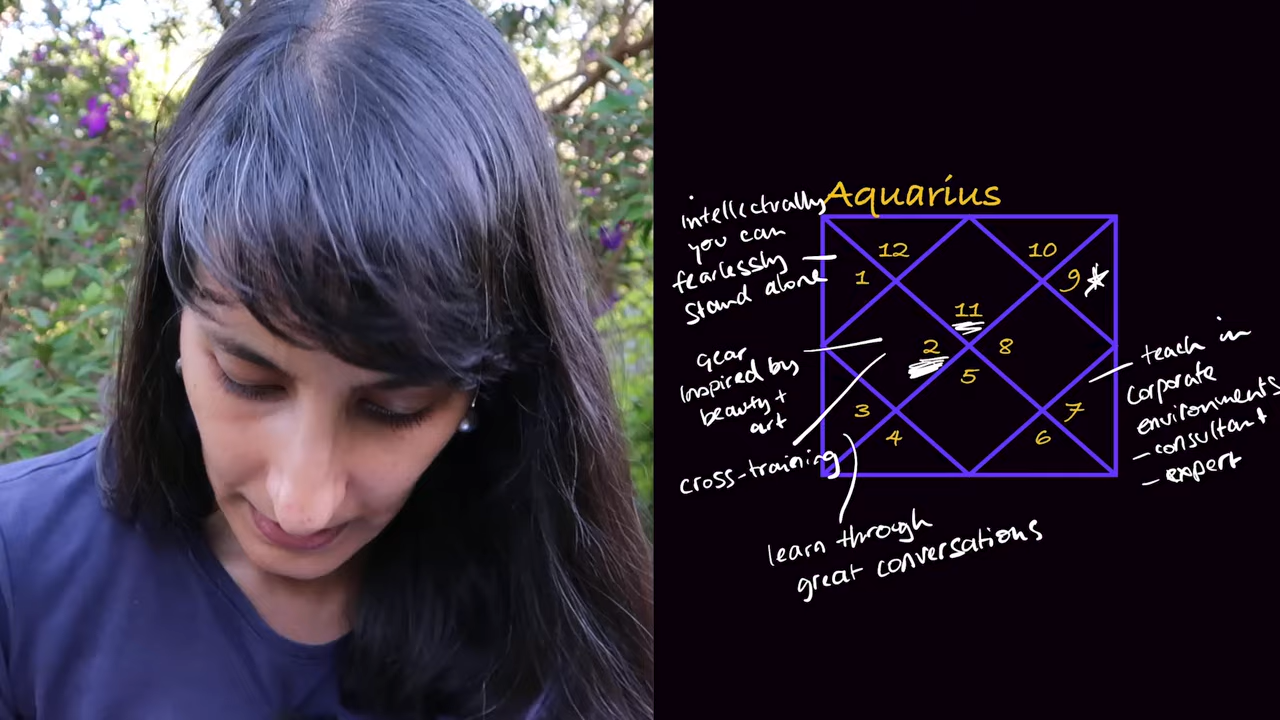 Aquarius
intellectually
you can
fearlessly
stand alone
12
10
1
9 *
11
gear
inspired by
beauty +
art
2
8
5
teach in
corporate
environments
- consultant
- expert
3
7
4
6
cross-training
learn through
great conversations